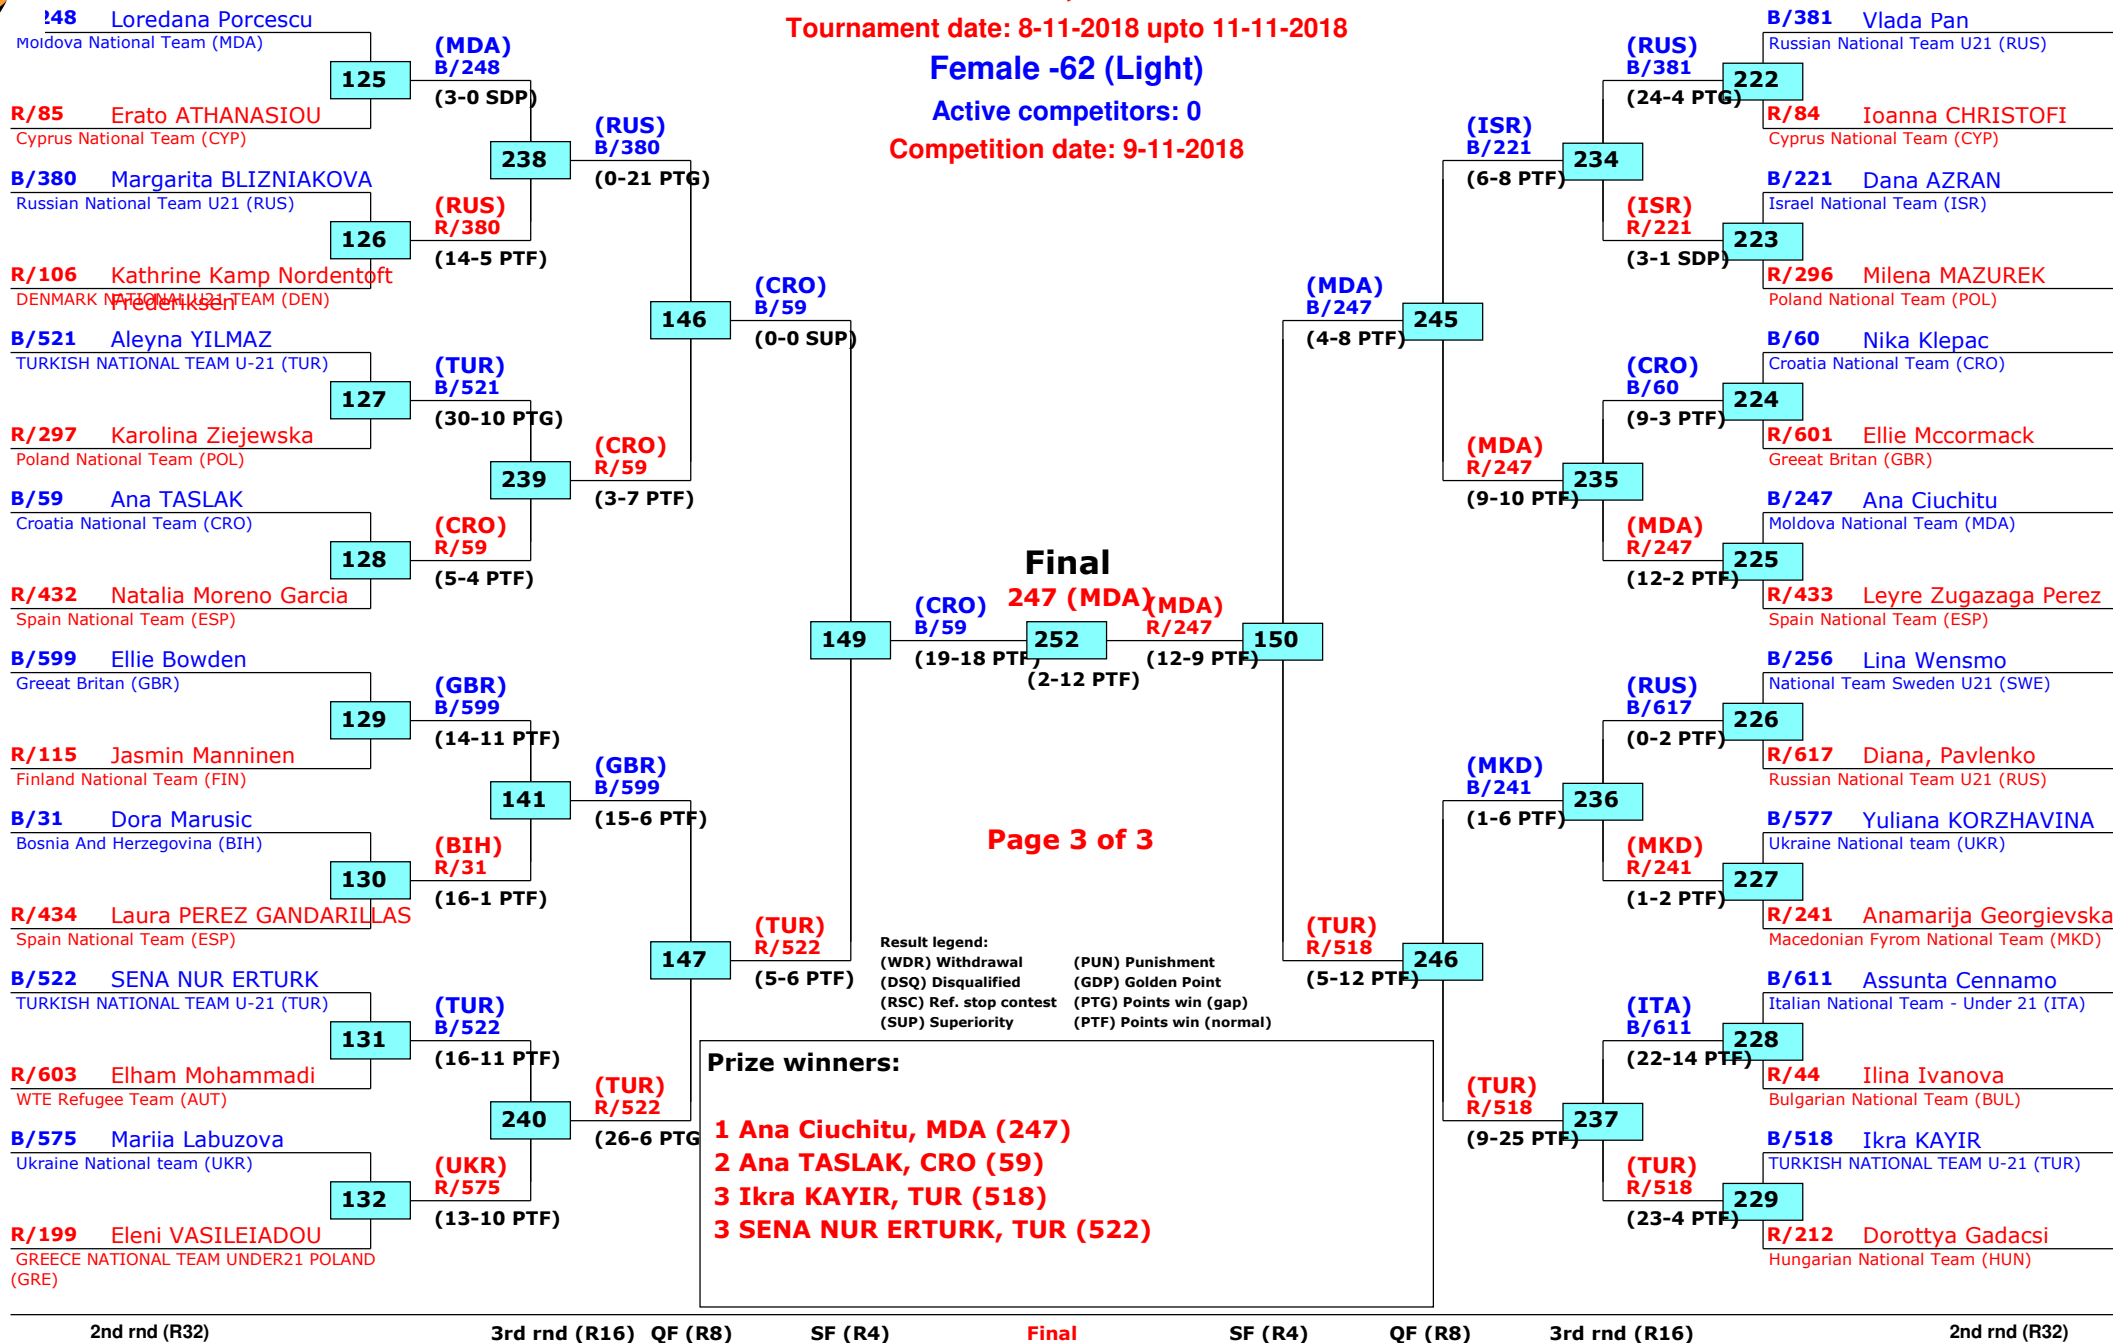 Tournament date: 8-11-2018 upto 11-11-2018
Female -62 (Light)
Active competitors: 0
Competition date: 9-11-2018
248 Loredana Porcescu
Moldova National Team (MDA)
125
R/85 Erato ATHANASIOU
Cyprus National Team (CYP)
B/380 Margarita BLIZNIAKOVA
Russian National Team U21 (RUS)
126
R/106 Kathrine Kamp Nordentoft
Frederiksen
DENMARK NATIONAL U21 TEAM (DEN)
B/521 Aleyna YILMAZ
TURKISH NATIONAL TEAM U-21 (TUR)
127
R/297 Karolina Ziejewska
Poland National Team (POL)
B/59 Ana TASLAK
Croatia National Team (CRO)
128
R/432 Natalia Moreno Garcia
Spain National Team (ESP)
B/599 Ellie Bowden
Greeat Britan (GBR)
129
R/115 Jasmin Manninen
Finland National Team (FIN)
B/31 Dora Marusic
Bosnia And Herzegovina (BIH)
130
R/434 Laura PEREZ GANDARILLAS
Spain National Team (ESP)
B/522 SENA NUR ERTURK
TURKISH NATIONAL TEAM U-21 (TUR)
131
R/603 Elham Mohammadi
WTE Refugee Team (AUT)
B/575 Mariia Labuzova
Ukraine National team (UKR)
132
R/199 Eleni VASILEIADOU
GREECE NATIONAL TEAM UNDER21 POLAND
(GRE)
(MDA)
B/248
(3-0 SDP)
238
(RUS)
R/380
(14-5 PTF)
(TUR)
B/521
(30-10 PTG)
239
(CRO)
R/59
(5-4 PTF)
(GBR)
B/599
(14-11 PTF)
141
(BIH)
R/31
(16-1 PTF)
(TUR)
B/522
(16-11 PTF)
240
(UKR)
R/575
(13-10 PTF)
(RUS)
B/380
(0-21 PTG)
146
(CRO)
R/59
(3-7 PTF)
(GBR)
B/599
(15-6 PTF)
147
(TUR)
R/522
(26-6 PTG
(CRO)
B/59
(0-0 SUP)
149
(TUR)
R/522
(5-6 PTF)
(CRO)
B/59
(19-18 PTF)
Final
247 (MDA)
252
(2-12 PTF)
(MDA)
R/247
(12-9 PTF)
150
Page 3 of 3
(MDA)
B/247
(4-8 PTF)
245
(TUR)
R/518
(5-12 PTF)
246
(ISR)
B/221
(6-8 PTF)
234
(MDA)
R/247
(9-10 PTF)
235
(MKD)
B/241
(1-6 PTF)
236
(TUR)
R/518
(9-25 PTF)
237
(RUS)
B/381
(24-4 PTG)
222
(ISR)
R/221
(3-1 SDP)
223
(CRO)
B/60
(9-3 PTF)
224
(MDA)
R/247
(12-2 PTF)
225
(RUS)
B/617
(0-2 PTF)
226
(MKD)
R/241
(1-2 PTF)
227
(ITA)
B/611
(22-14 PTF)
228
(TUR)
R/518
(23-4 PTF)
229
B/381 Vlada Pan
Russian National Team U21 (RUS)
R/84 Ioanna CHRISTOFI
Cyprus National Team (CYP)
B/221 Dana AZRAN
Israel National Team (ISR)
R/296 Milena MAZUREK
Poland National Team (POL)
B/60 Nika Klepac
Croatia National Team (CRO)
R/601 Ellie Mccormack
Greeat Britan (GBR)
B/247 Ana Ciuchitu
Moldova National Team (MDA)
R/433 Leyre Zugazaga Perez
Spain National Team (ESP)
B/256 Lina Wensmo
National Team Sweden U21 (SWE)
R/617 Diana, Pavlenko
Russian National Team U21 (RUS)
B/577 Yuliana KORZHAVINA
Ukraine National team (UKR)
R/241 Anamarija Georgievska
Macedonian Fyrom National Team (MKD)
B/611 Assunta Cennamo
Italian National Team - Under 21 (ITA)
R/44 Ilina Ivanova
Bulgarian National Team (BUL)
B/518 Ikra KAYIR
TURKISH NATIONAL TEAM U-21 (TUR)
R/212 Dorottya Gadacsi
Hungarian National Team (HUN)
Result legend:
(WDR) Withdrawal (PUN) Punishment
(DSQ) Disqualified (GDP) Golden Point
(RSC) Ref. stop contest (PTG) Points win (gap)
(SUP) Superiority (PTF) Points win (normal)
Prize winners:
1 Ana Ciuchitu, MDA (247)
2 Ana TASLAK, CRO (59)
3 Ikra KAYIR, TUR (518)
3 SENA NUR ERTURK, TUR (522)
2nd rnd (R32) 3rd rnd (R16) QF (R8) SF (R4) Final SF (R4) QF (R8) 3rd rnd (R16) 2nd rnd (R32)